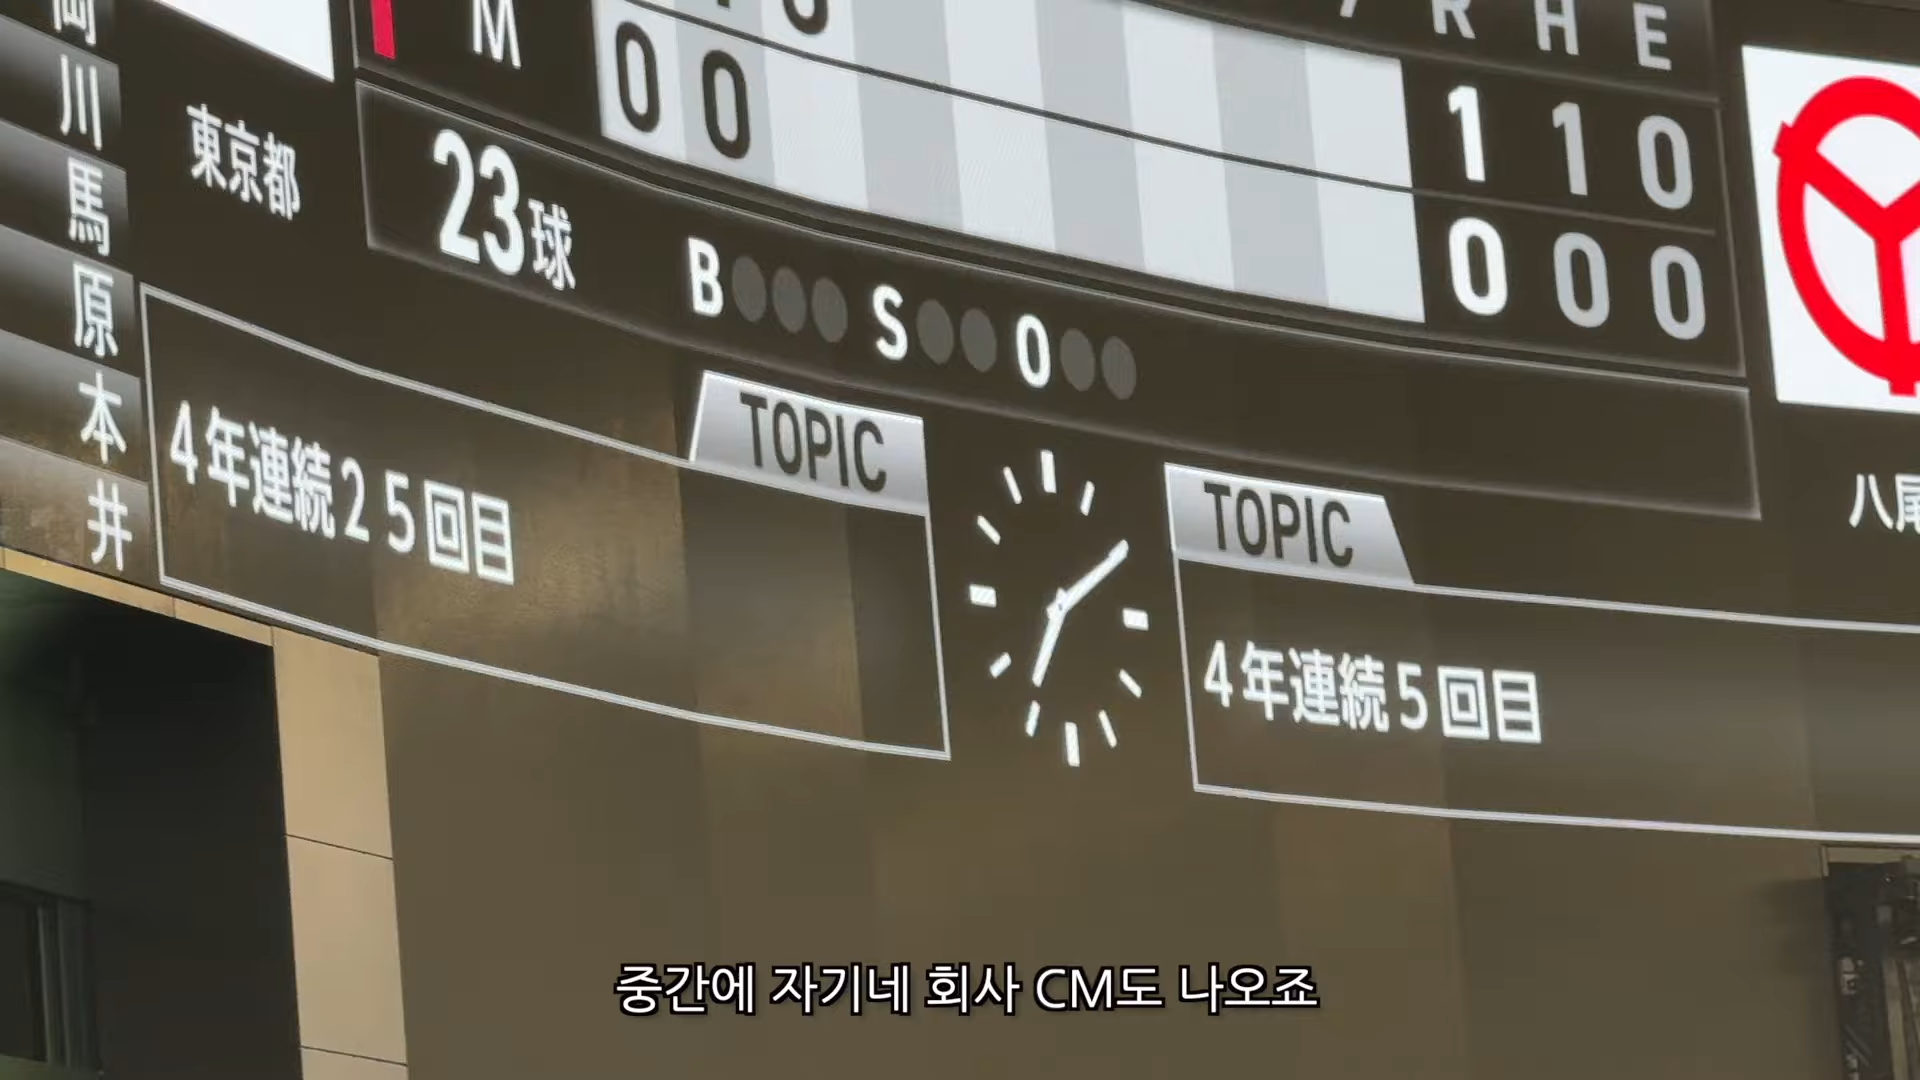 川
馬
原
本
井
東京都
M
0 0
R H E
1 1 0
0 0 0
23球
B S O
TOPIC
4年連続25回目
TOPIC
4年連続5回目
八尾
중간에 자기네 회사 CM도 나오죠